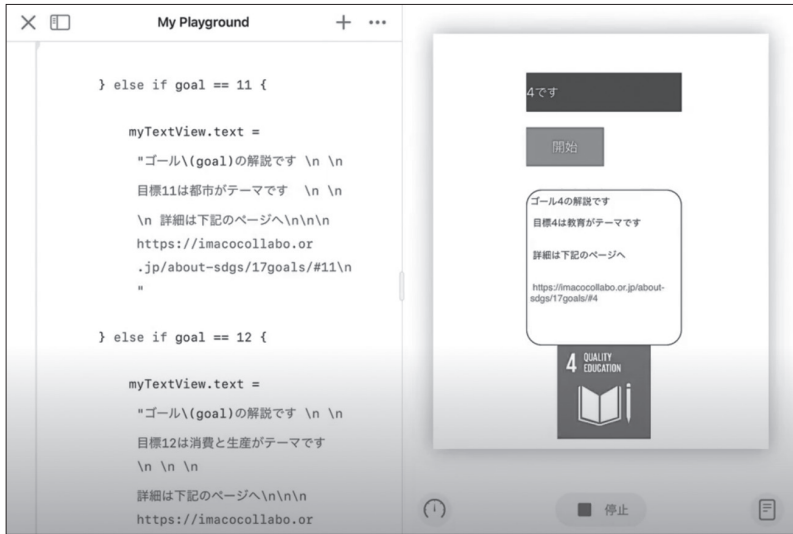 My Playground
} else if goal == 11 {
myTextView.text =
"ゴール\(goal)の解説です \n \n
目標11は都市がテーマです \n \n
\n 詳細は下記のページへ\n\n\n
https://imacocollabo.or
.jp/about-sdgs/17goals/#11\n
"
} else if goal == 12 {
myTextView.text =
"ゴール\(goal)の解説です \n \n
目標12は消費と生産がテーマです
\n \n \n
詳細は下記のページへ\n\n\n
https://imacocollabo.or
4です
開始
ゴール4の解説です
目標4は教育がテーマです
詳細は下記のページへ
https://imacocollabo.or.jp/about-
sdgs/17goals/#4
4 QUALITY
EDUCATION
停止